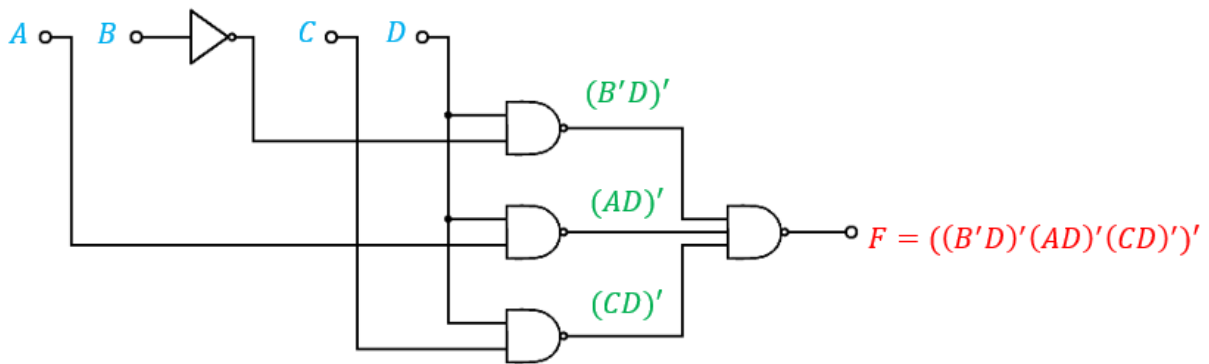 A B C D
(B′D)′
(AD)′
F = ((B′D)′(AD)′(CD)′)′
(CD)′